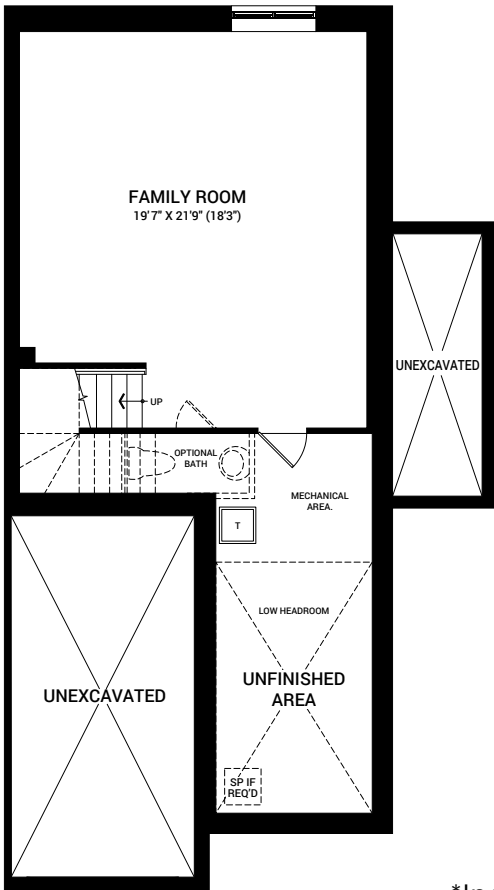 FAMILY ROOM
19'7" X 21'9" (18'3")
UNEXCAVATED
UP
OPTIONAL
BATH
MECHANICAL
AREA.
T
LOW HEADROOM
UNFINISHED
AREA
UNEXCAVATED
SP IF
REQ'D